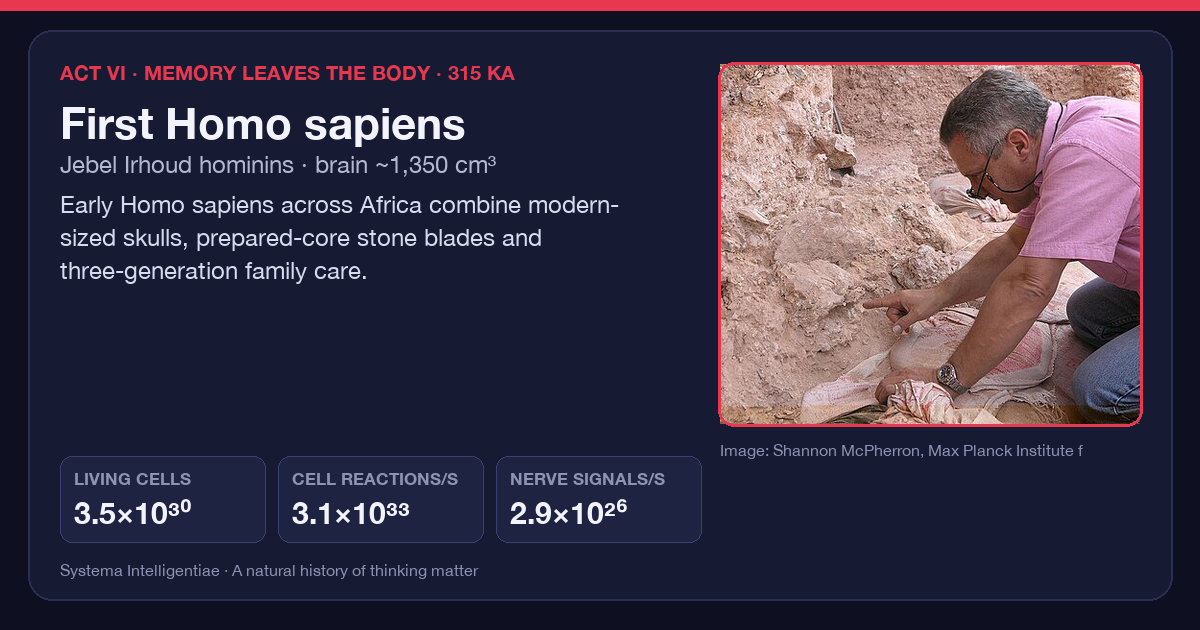 ACT VI · MEMORY LEAVES THE BODY · 315 KA
First Homo sapiens
Jebel Irhoud hominins · brain ~1,350 cm³
Early Homo sapiens across Africa combine modern-
sized skulls, prepared-core stone blades and
three-generation family care.
Image: Shannon McPherron, Max Planck Institute f
LIVING CELLS
3.5×10³⁰
CELL REACTIONS/S
3.1×10³³
NERVE SIGNALS/S
2.9×10²⁶
Systema Intelligentiae · A natural history of thinking matter